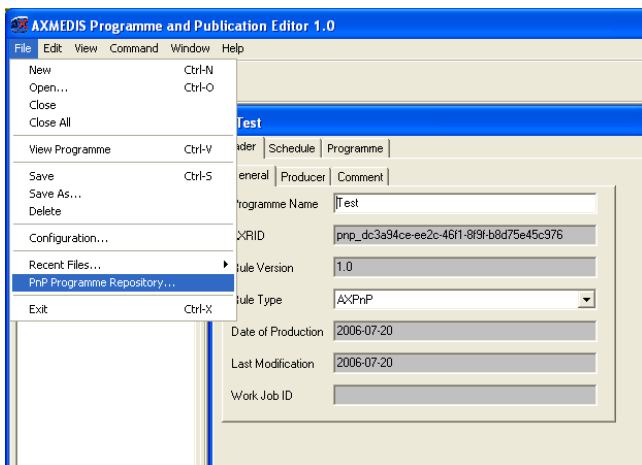 AXMEDIS Programme and Publication Editor 1.0
File Edit View Command Window Help
New Ctrl-N
Open... Ctrl-O
Close
Close All
View Programme Ctrl-V
Save Ctrl-S
Save As...
Delete
Configuration...
Recent Files...
PnP Programme Repository...
Exit Ctrl-X
Test
ader Schedule Programme
eneral Producer Comment
Programme Name Test
XRID pnp_dc3a94ce-ee2c-46f1-8f9f-b8d75e45c976
Rule Version 1.0
Rule Type AXPnP
Date of Production 2006-07-20
Last Modification 2006-07-20
Work Job ID